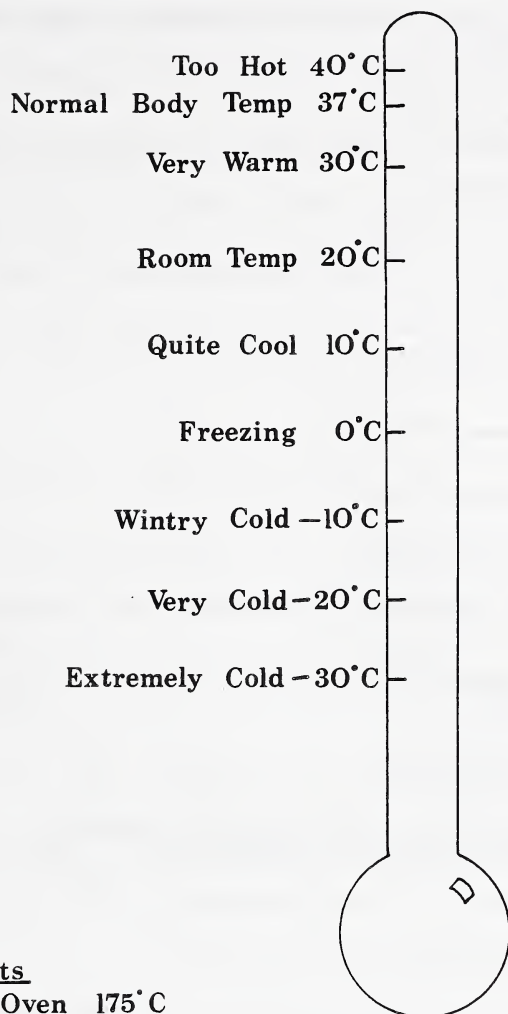 Too Hot 40°C
Normal Body Temp 37°C
Very Warm 30°C
Room Temp 20°C
Quite Cool 10°C
Freezing 0°C
Wintry Cold —10°C
Very Cold —20°C
Extremely Cold —30°C
ts
Oven 175°C